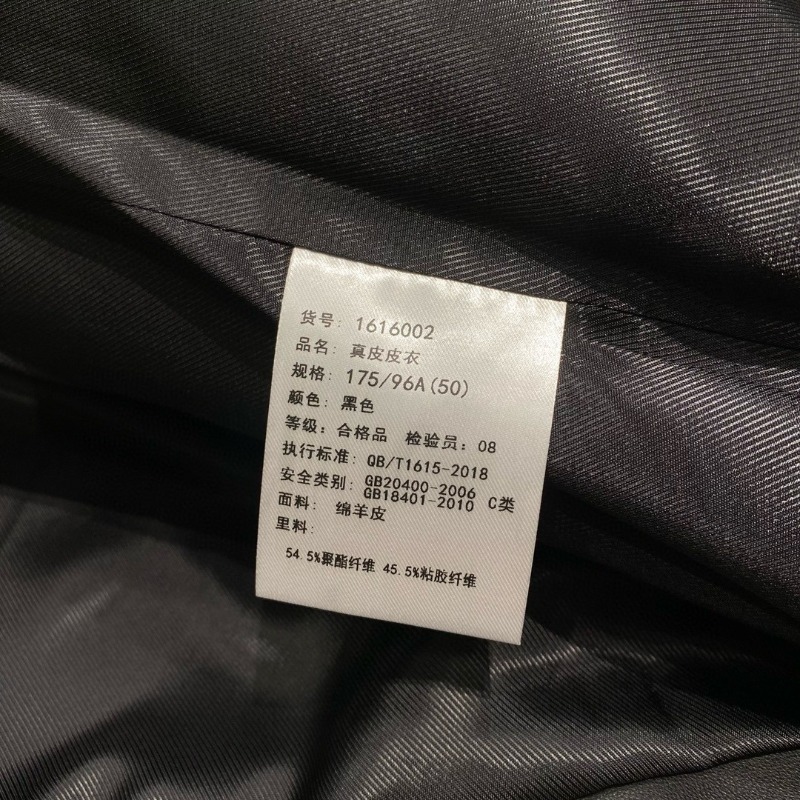 货号: 1616002
品名: 真皮皮衣
规格: 175/96A(50)
颜色: 黑色
等级: 合格品 检验员: 08
执行标准: QB/T1615-2018
安全类别: GB20400-2006 C类
GB18401-2010
面料: 绵羊皮
里料:
54.5%聚酯纤维 45.5%粘胶纤维